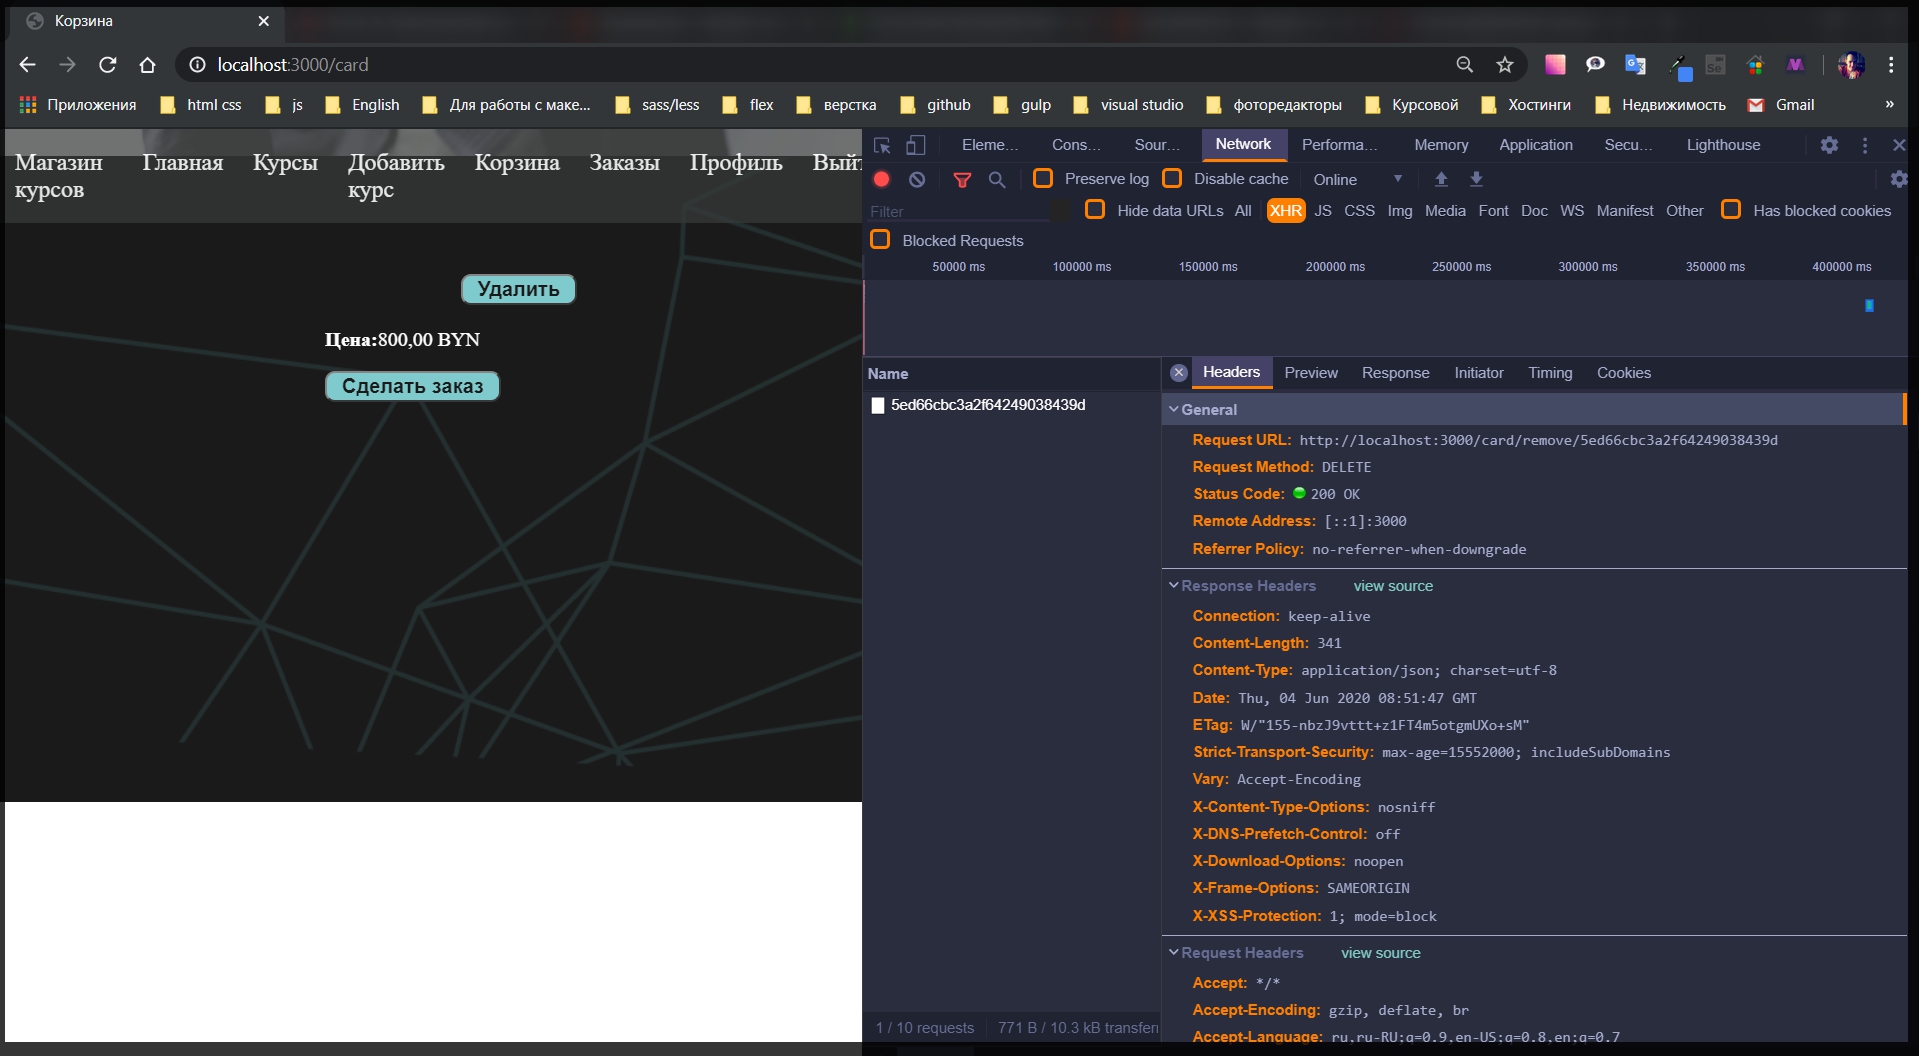 Корзина
localhost:3000/card
Приложения html css js English Для работы с маке... sass/less flex верстка github gulp visual studio фоторедакторы Курсовой Хостинги Недвижимость Gmail »
Магазин курсов Главная Курсы Добавить курс Корзина Заказы Профиль Выйт
Удалить
Цена:800,00 BYN
Сделать заказ
Eleme... Cons... Sour... Network Performa... Memory Application Secu... Lighthouse
Preserve log Disable cache Online
Filter Hide data URLs All XHR JS CSS Img Media Font Doc WS Manifest Other Has blocked cookies
Blocked Requests
50000 ms 100000 ms 150000 ms 200000 ms 250000 ms 300000 ms 350000 ms 400000 ms
Name
5ed66cbc3a2f64249038439d
1 / 10 requests 771 B / 10.3 kB transferr
Headers Preview Response Initiator Timing Cookies
General
Request URL: http://localhost:3000/card/remove/5ed66cbc3a2f64249038439d
Request Method: DELETE
Status Code: 200 OK
Remote Address: [::1]:3000
Referrer Policy: no-referrer-when-downgrade
Response Headers view source
Connection: keep-alive
Content-Length: 341
Content-Type: application/json; charset=utf-8
Date: Thu, 04 Jun 2020 08:51:47 GMT
ETag: W/"155-nbzJ9vttt+z1FT4m5otgmUXo+sM"
Strict-Transport-Security: max-age=15552000; includeSubDomains
Vary: Accept-Encoding
X-Content-Type-Options: nosniff
X-DNS-Prefetch-Control: off
X-Download-Options: noopen
X-Frame-Options: SAMEORIGIN
X-XSS-Protection: 1; mode=block
Request Headers view source
Accept: */*
Accept-Encoding: gzip, deflate, br
Accept-Language: ru,ru-RU;q=0.9,en-US;q=0.8,en;q=0.7